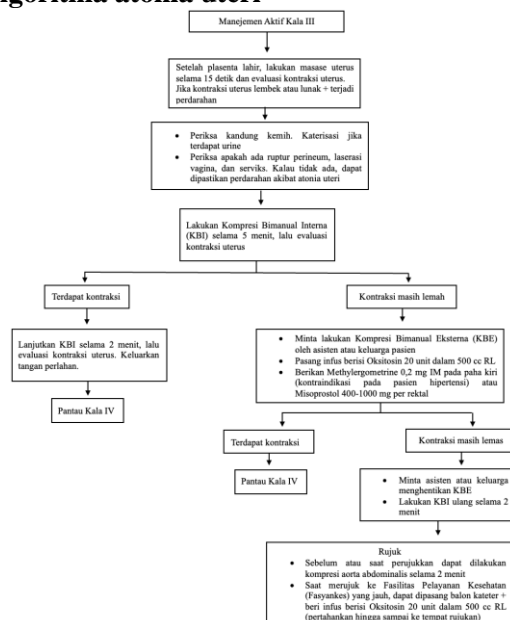 goritma atonia uteri
Manejemen Aktif Kala III
Setelah plasenta lahir, lakukan masase uterus
selama 15 detik dan evaluasi kontraksi uterus.
Jika kontraksi uterus lembek atau lunak + terjadi
perdarahan
• Periksa kandung kemih. Katerisasi jika
terdapat urine
• Periksa apakah ada ruptur perineum, laserasi
vagina, dan serviks. Kalau tidak ada, dapat
dipastikan perdarahan akibat atonia uteri
Lakukan Kompresi Bimanual Interna
(KBI) selama 5 menit, lalu evaluasi
kontraksi uterus
Terdapat kontraksi
Kontraksi masih lemah
Lanjutkan KBI selama 2 menit, lalu
evaluasi kontraksi uterus. Keluarkan
tangan perlahan.
• Minta lakukan Kompresi Bimanual Eksterna (KBE)
oleh asisten atau keluarga pasien
• Pasang infus berisi Oksitosin 20 unit dalam 500 cc RL
• Berikan Methylergometrine 0,2 mg IM pada paha kiri
(kontraindikasi pada pasien hipertensi) atau
Misoprostol 400-1000 mg per rektal
Pantau Kala IV
Terdapat kontraksi
Kontraksi masih lemas
Pantau Kala IV
• Minta asisten atau keluarga
menghentikan KBE
• Lakukan KBI ulang selama 2
menit
Rujuk
• Sebelum atau saat perujukkan dapat dilakukan
kompresi aorta abdominalis selama 2 menit
• Saat merujuk ke Fasilitas Pelayanan Kesehatan
(Fasyankes) yang jauh, dapat dipasang balon kateter +
beri infus berisi Oksitosin 20 unit dalam 500 cc RL
(pertahankan hingga sampai ke tempat rujukan)